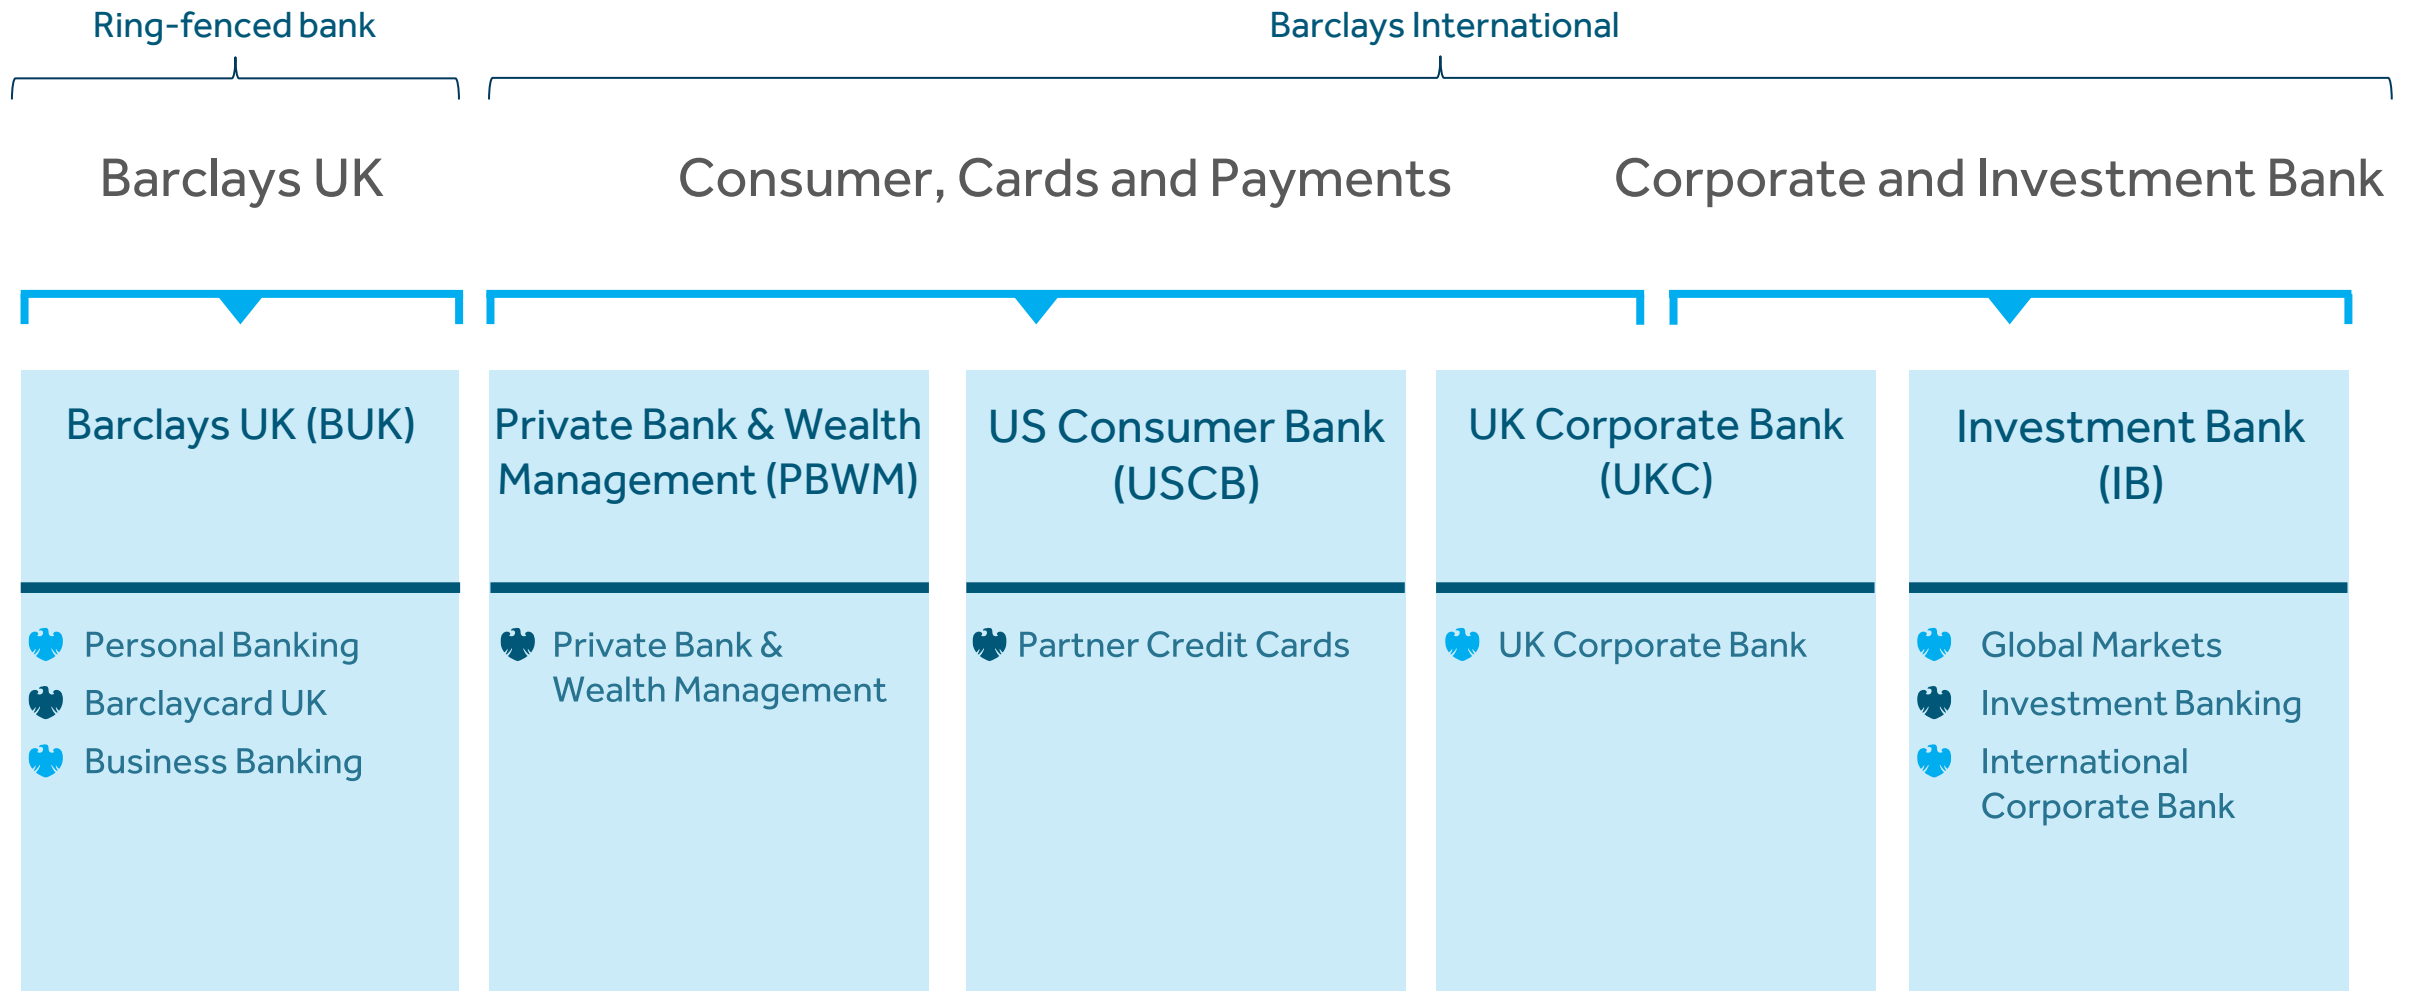 Ring-fenced bank
Barclays International
Barclays UK
Consumer, Cards and Payments
Corporate and Investment Bank
Barclays UK (BUK)
Personal Banking
Barclaycard UK
Business Banking
Private Bank & Wealth
Management (PBWM)
Private Bank &
Wealth Management
US Consumer Bank
(USCB)
Partner Credit Cards
UK Corporate Bank
(UKC)
UK Corporate Bank
Investment Bank
(IB)
Global Markets
Investment Banking
International
Corporate Bank